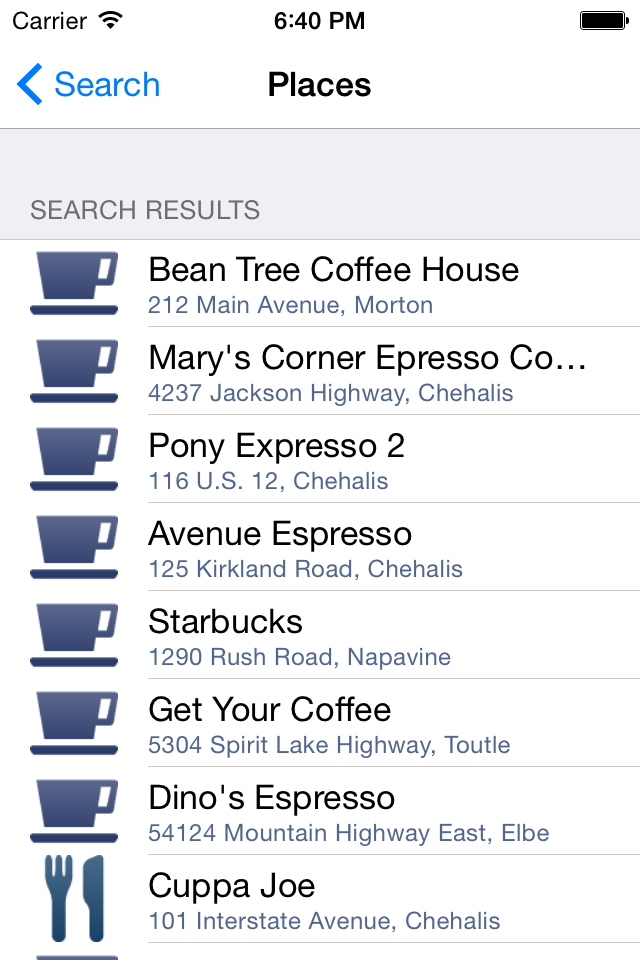 Carrier 6:40 PM
Search Places
SEARCH RESULTS
Bean Tree Coffee House
212 Main Avenue, Morton
Mary's Corner Epresso Co…
4237 Jackson Highway, Chehalis
Pony Expresso 2
116 U.S. 12, Chehalis
Avenue Espresso
125 Kirkland Road, Chehalis
Starbucks
1290 Rush Road, Napavine
Get Your Coffee
5304 Spirit Lake Highway, Toutle
Dino's Espresso
54124 Mountain Highway East, Elbe
Cuppa Joe
101 Interstate Avenue, Chehalis